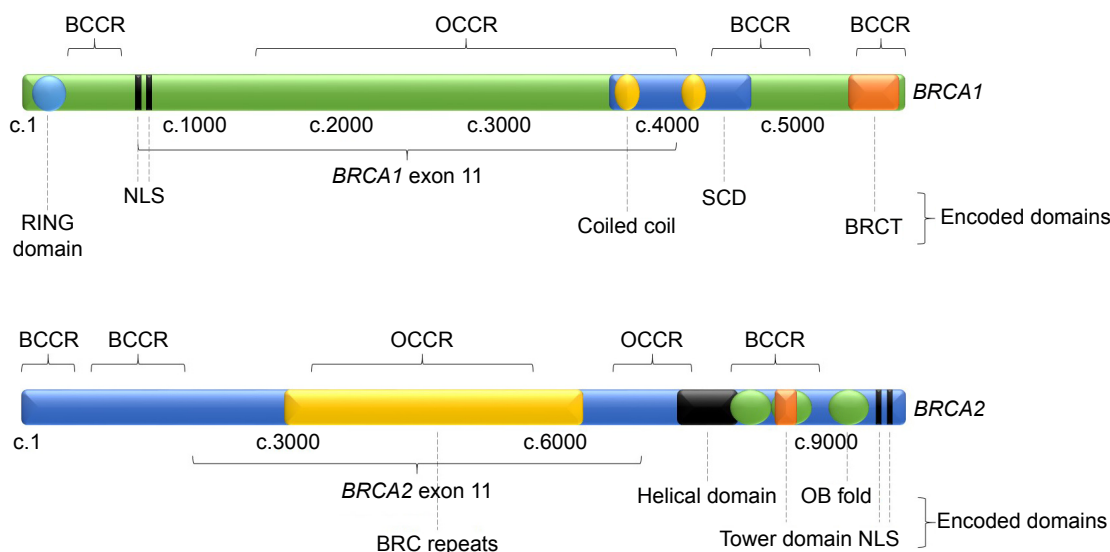 BCCR OCCR BCCR BCCR
BRCA1
c.1 c.1000 c.2000 c.3000 c.4000 c.5000
BRCA1 exon 11
NLS SCD
RING
domain
Coiled coil BRCT
Encoded domains
BCCR BCCR OCCR OCCR BCCR
BRCA2
c.1 c.3000 c.6000 c.9000
BRCA2 exon 11
Helical domain OB fold
BRC repeats
Tower domain NLS
Encoded domains